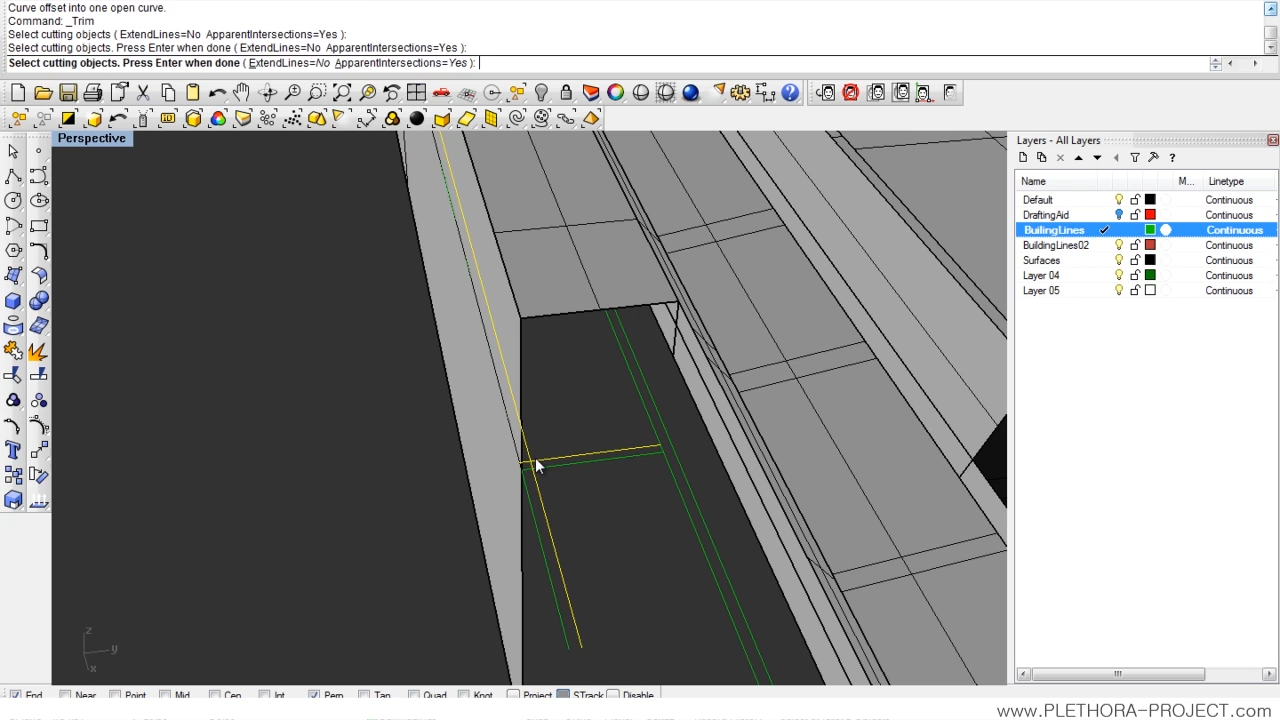 Curve offset into one open curve.
Command: _Trim
Select cutting objects ( ExtendLines=No  ApparentIntersections=Yes ):
Select cutting objects. Press Enter when done ( ExtendLines=No  ApparentIntersections=Yes ):
Select cutting objects. Press Enter when done ( ExtendLines=No  ApparentIntersections=Yes ):
Perspective
Layers - All Layers
Name M... Linetype
Default Continuous
DraftingAid Continuous
BuilingLines Continuous
BuildingLines02 Continuous
Surfaces Continuous
Layer 04 Continuous
Layer 05 Continuous
z
y
x
End Near Point Mid Cen Int Perp Tan Quad Knot Project STrack Disable
www.PLETHORA-PROJECT.com